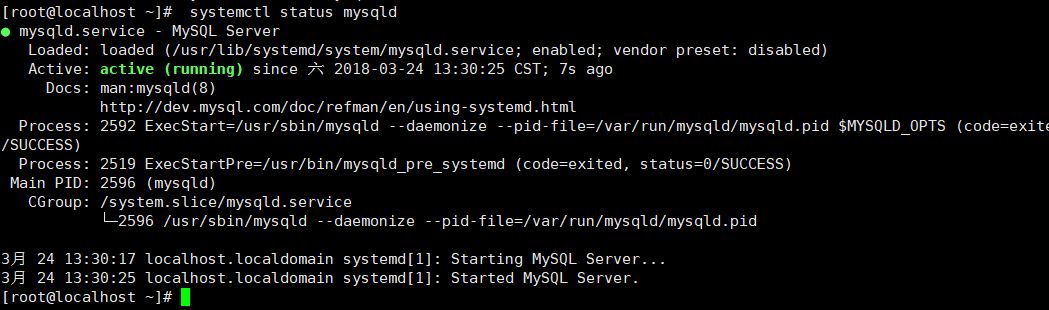 [root@localhost ~]#  systemctl status mysqld
● mysqld.service - MySQL Server
   Loaded: loaded (/usr/lib/systemd/system/mysqld.service; enabled; vendor preset: disabled)
   Active: active (running) since 六 2018-03-24 13:30:25 CST; 7s ago
     Docs: man:mysqld(8)
           http://dev.mysql.com/doc/refman/en/using-systemd.html
  Process: 2592 ExecStart=/usr/sbin/mysqld --daemonize --pid-file=/var/run/mysqld/mysqld.pid $MYSQLD_OPTS (code=exite
/SUCCESS)
  Process: 2519 ExecStartPre=/usr/bin/mysqld_pre_systemd (code=exited, status=0/SUCCESS)
 Main PID: 2596 (mysqld)
   CGroup: /system.slice/mysqld.service
           └─2596 /usr/sbin/mysqld --daemonize --pid-file=/var/run/mysqld/mysqld.pid

3月 24 13:30:17 localhost.localdomain systemd[1]: Starting MySQL Server...
3月 24 13:30:25 localhost.localdomain systemd[1]: Started MySQL Server.
[root@localhost ~]#